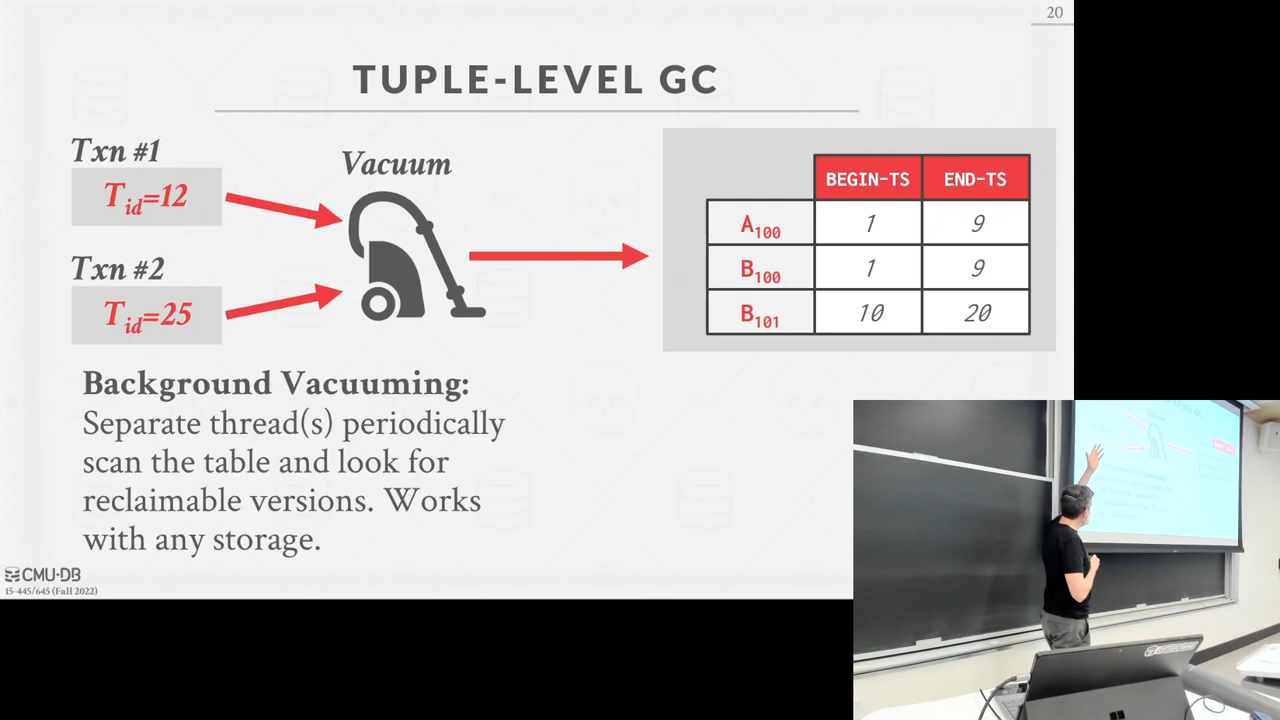 20
TUPLE-LEVEL GC
Txn #1
Tid=12
Txn #2
Tid=25
Vacuum
BEGIN-TS END-TS
A100 1 9
B100 1 9
B101 10 20
Background Vacuuming:
Separate thread(s) periodically
scan the table and look for
reclaimable versions. Works
with any storage.
CMU·DB
15-445/645 (Fall 2022)